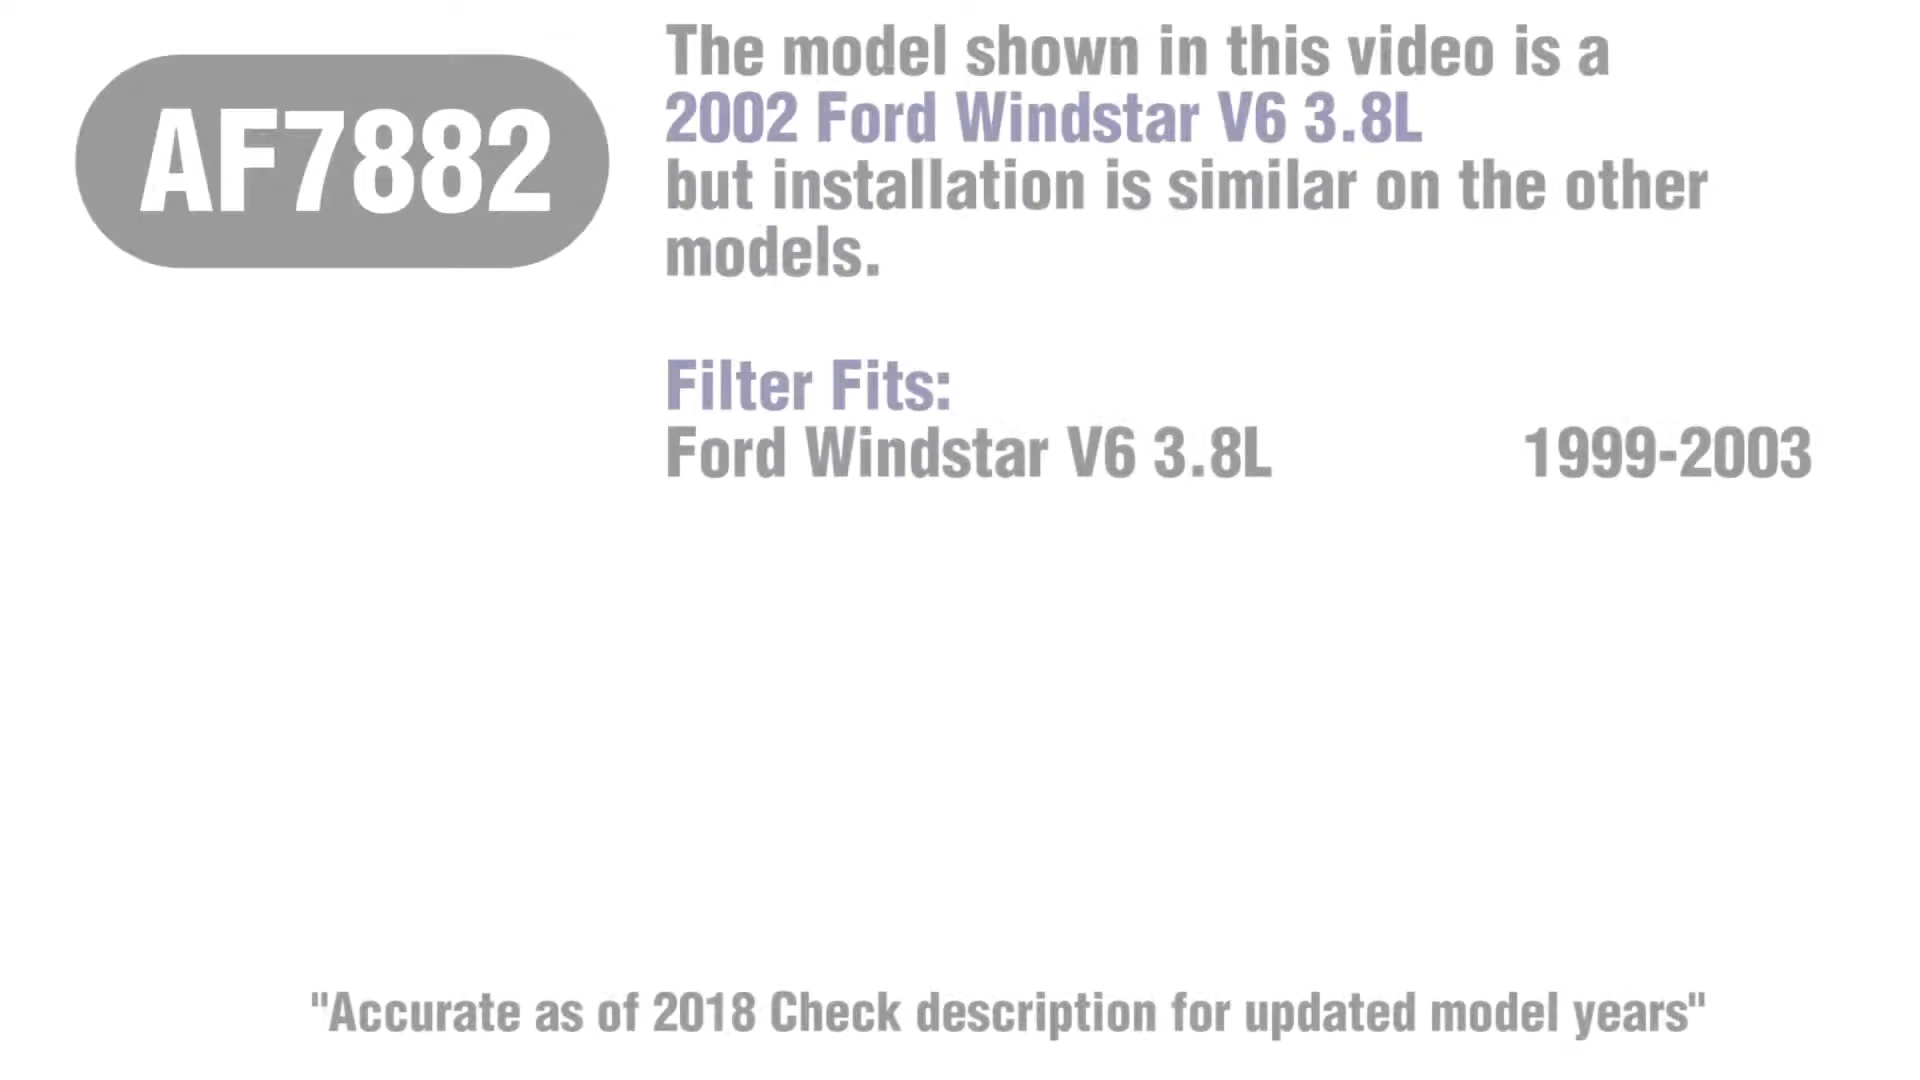 AF7882
The model shown in this video is a
2002 Ford Windstar V6 3.8L
but installation is similar on the other
models.
Filter Fits:
Ford Windstar V6 3.8L 1999-2003
"Accurate as of 2018 Check description for updated model years"